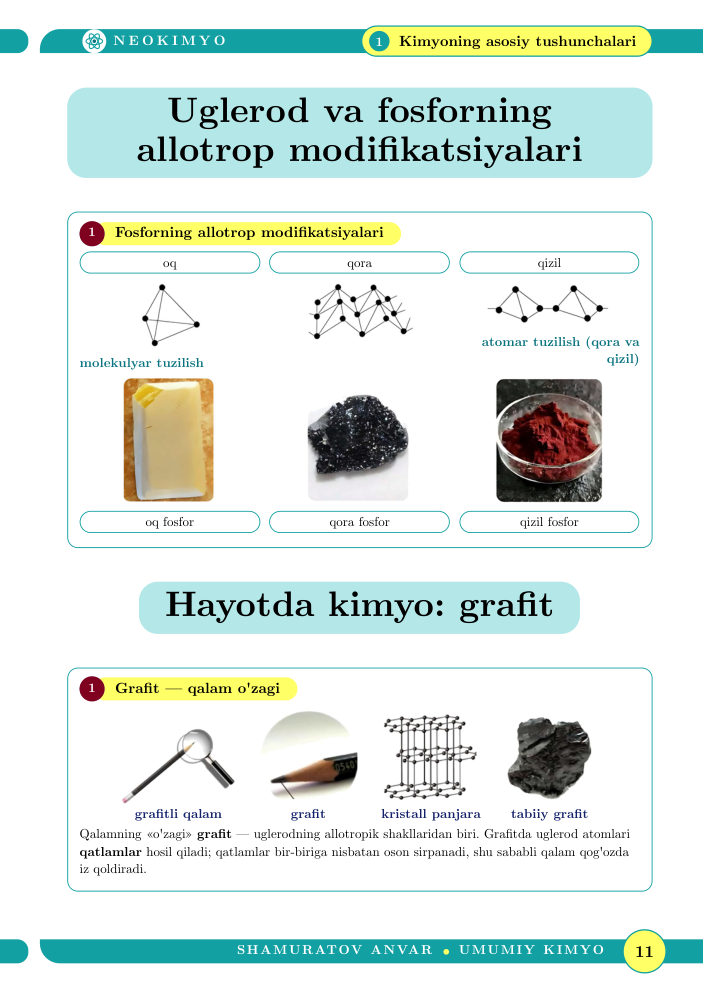 NEOKIMYO
1 Kimyoning asosiy tushunchalari
Uglerod va fosforning
allotrop modifikatsiyalari
1 Fosforning allotrop modifikatsiyalari
oq
qora
qizil
molekulyar tuzilish
atomar tuzilish (qora va
qizil)
oq fosfor
qora fosfor
qizil fosfor
Hayotda kimyo: grafit
1 Grafit — qalam o'zagi
0540
grafitli qalam
grafit
kristall panjara
tabiiy grafit
Qalamning «o'zagi» grafit — uglerodning allotropik shakllaridan biri. Grafitda uglerod atomlari
qatlamlar hosil qiladi; qatlamlar bir-biriga nisbatan oson sirpanadi, shu sababli qalam qog'ozda
iz qoldiradi.
SHAMURATOV ANVAR • UMUMIY KIMYO
11